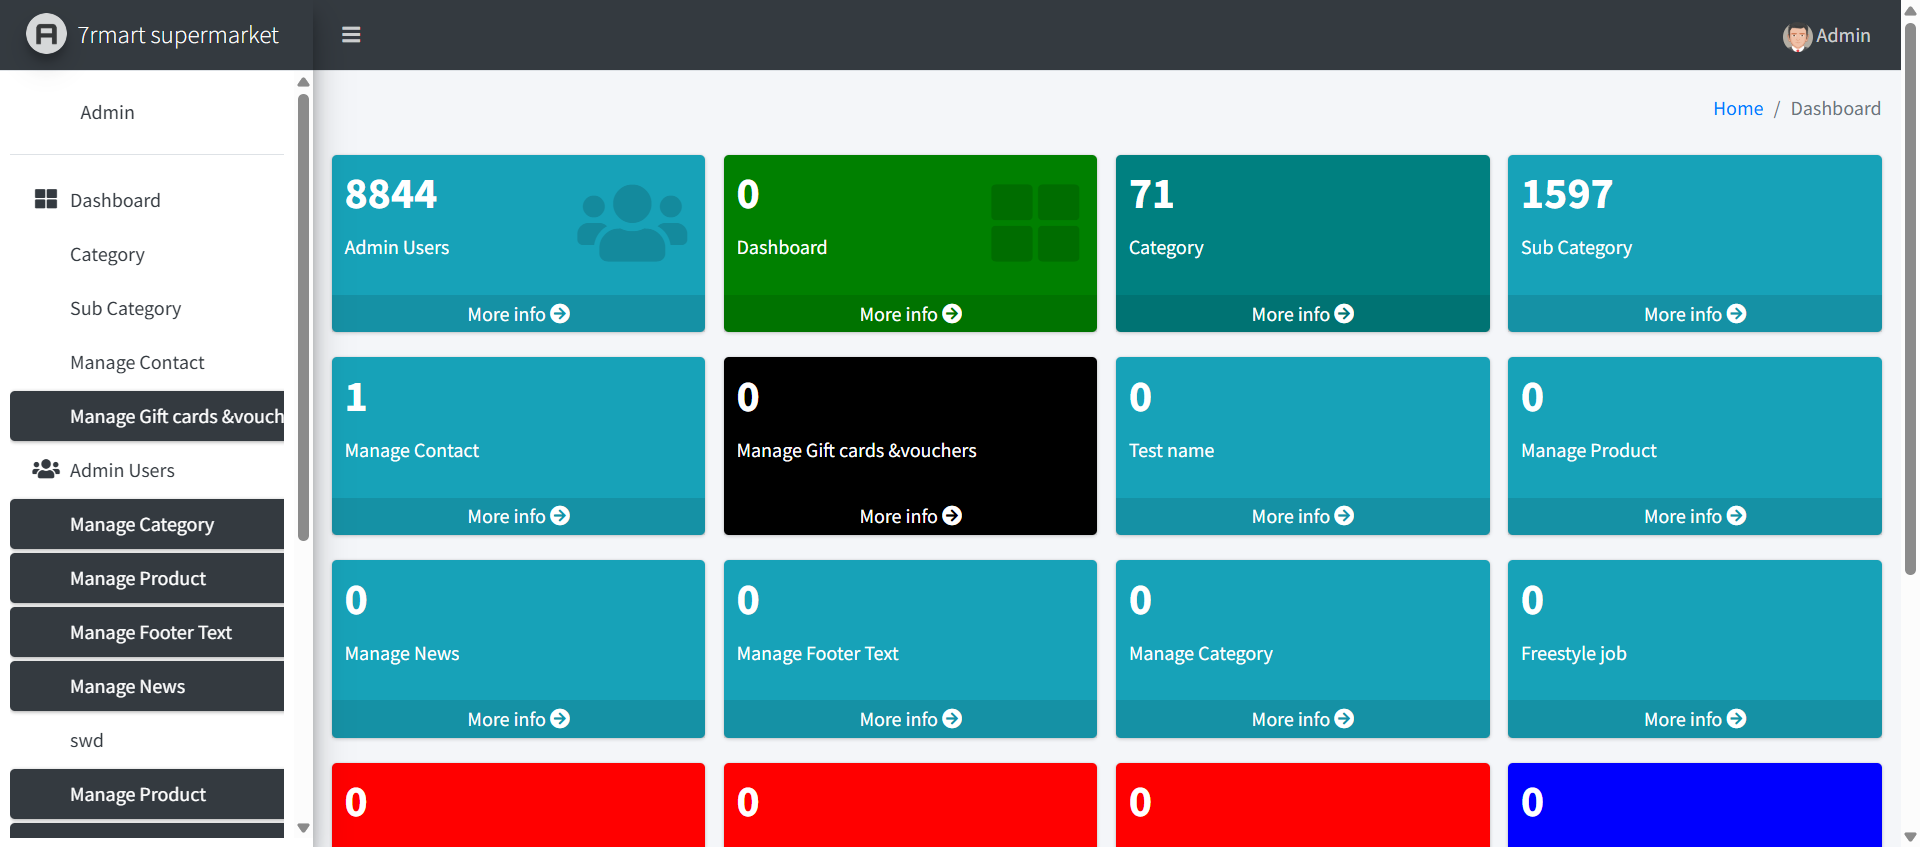 7rmart supermarket
Admin
Admin
Home / Dashboard
Dashboard
Category
Sub Category
Manage Contact
Manage Gift cards &vouch
Admin Users
Manage Category
Manage Product
Manage Footer Text
Manage News
swd
Manage Product
8844
Admin Users
More info
0
Dashboard
More info
71
Category
More info
1597
Sub Category
More info
1
Manage Contact
More info
0
Manage Gift cards &vouchers
More info
0
Test name
More info
0
Manage Product
More info
0
Manage News
More info
0
Manage Footer Text
More info
0
Manage Category
More info
0
Freestyle job
More info
0
0
0
0